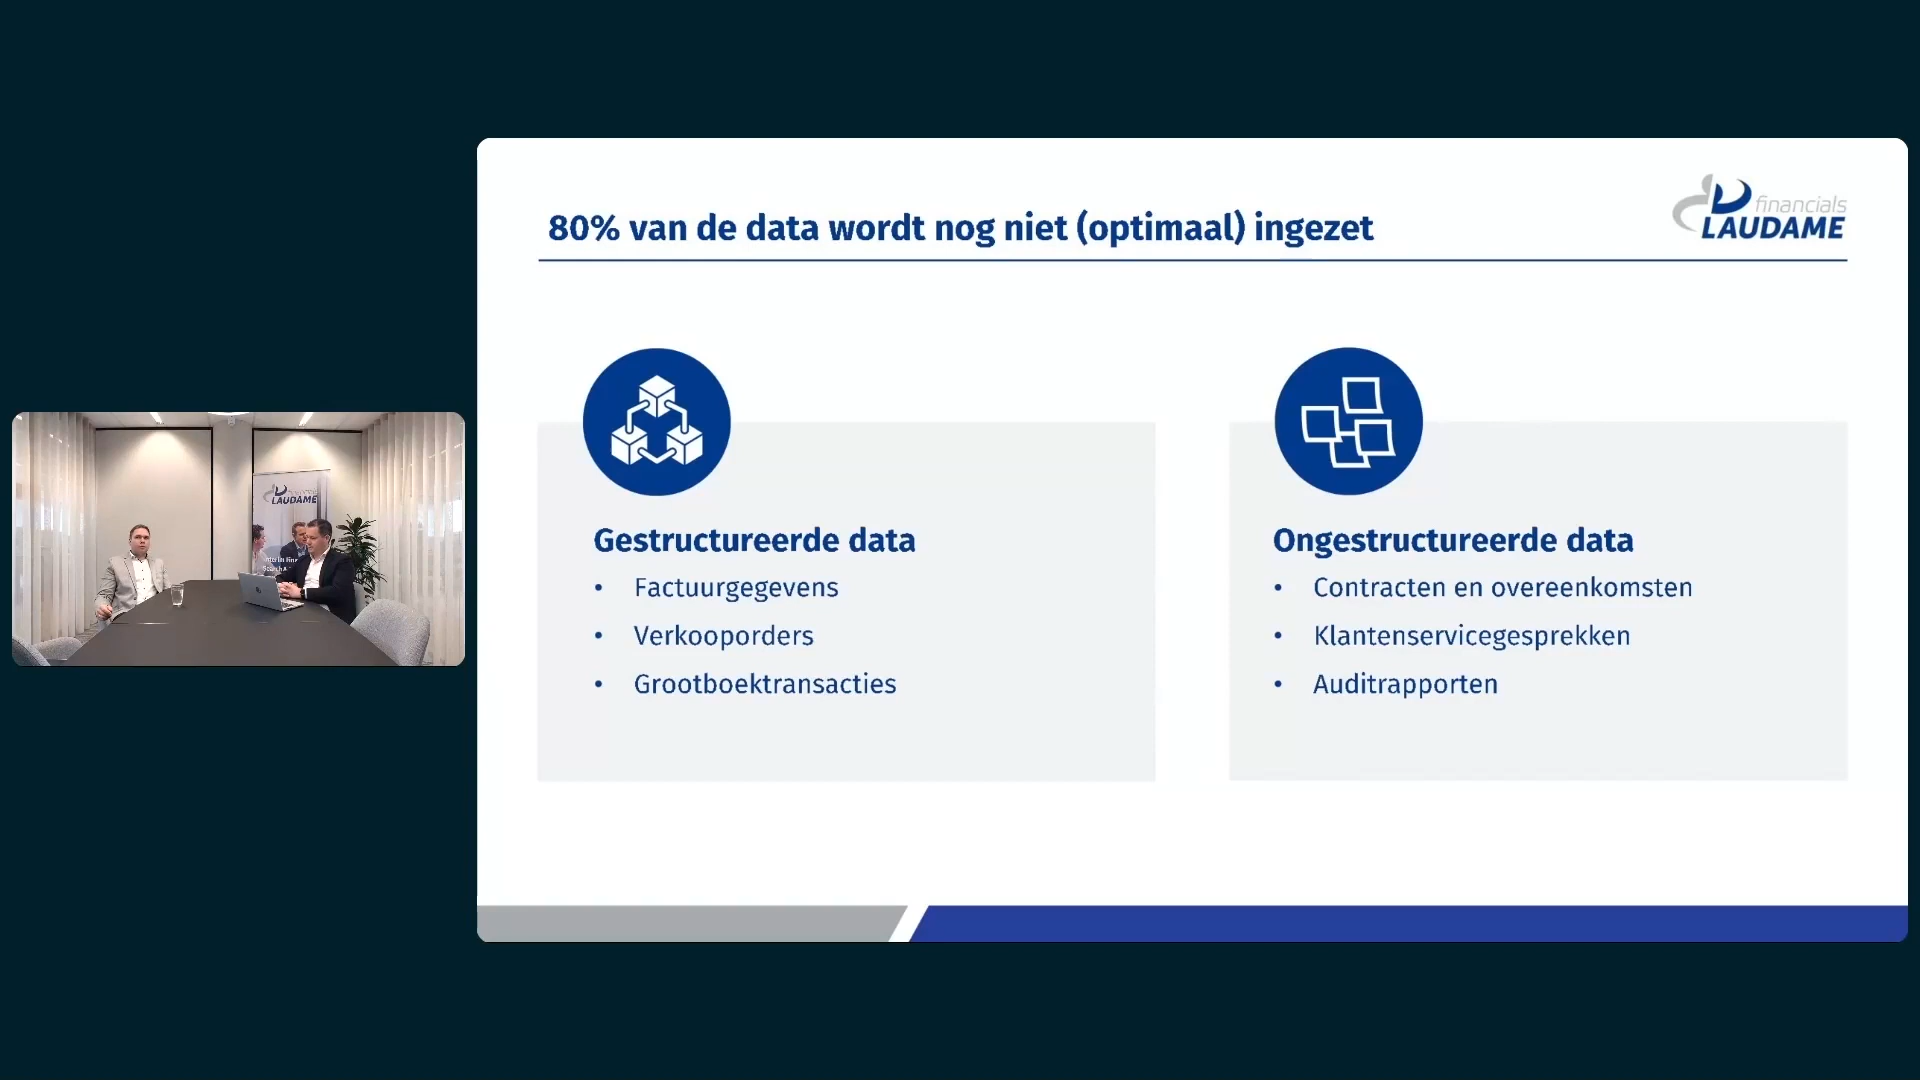 80% van de data wordt nog niet (optimaal) ingezet
financials
LAUDAME
Gestructureerde data
• Factuurgegevens
• Verkooporders
• Grootboektransacties
Ongestructureerde data
• Contracten en overeenkomsten
• Klantenservicegesprekken
• Auditrapporten
LAUDAME